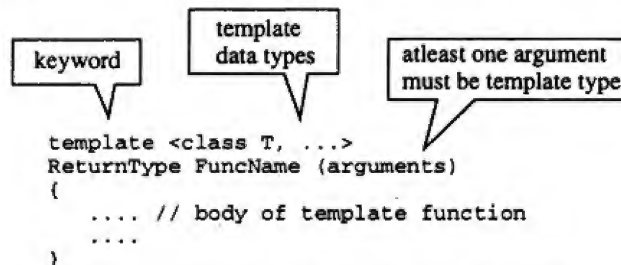 keyword
template
data types
atleast one argument
must be template type
template <class T, ...>
ReturnType FuncName (arguments)
{
.... // body of template function
....
}